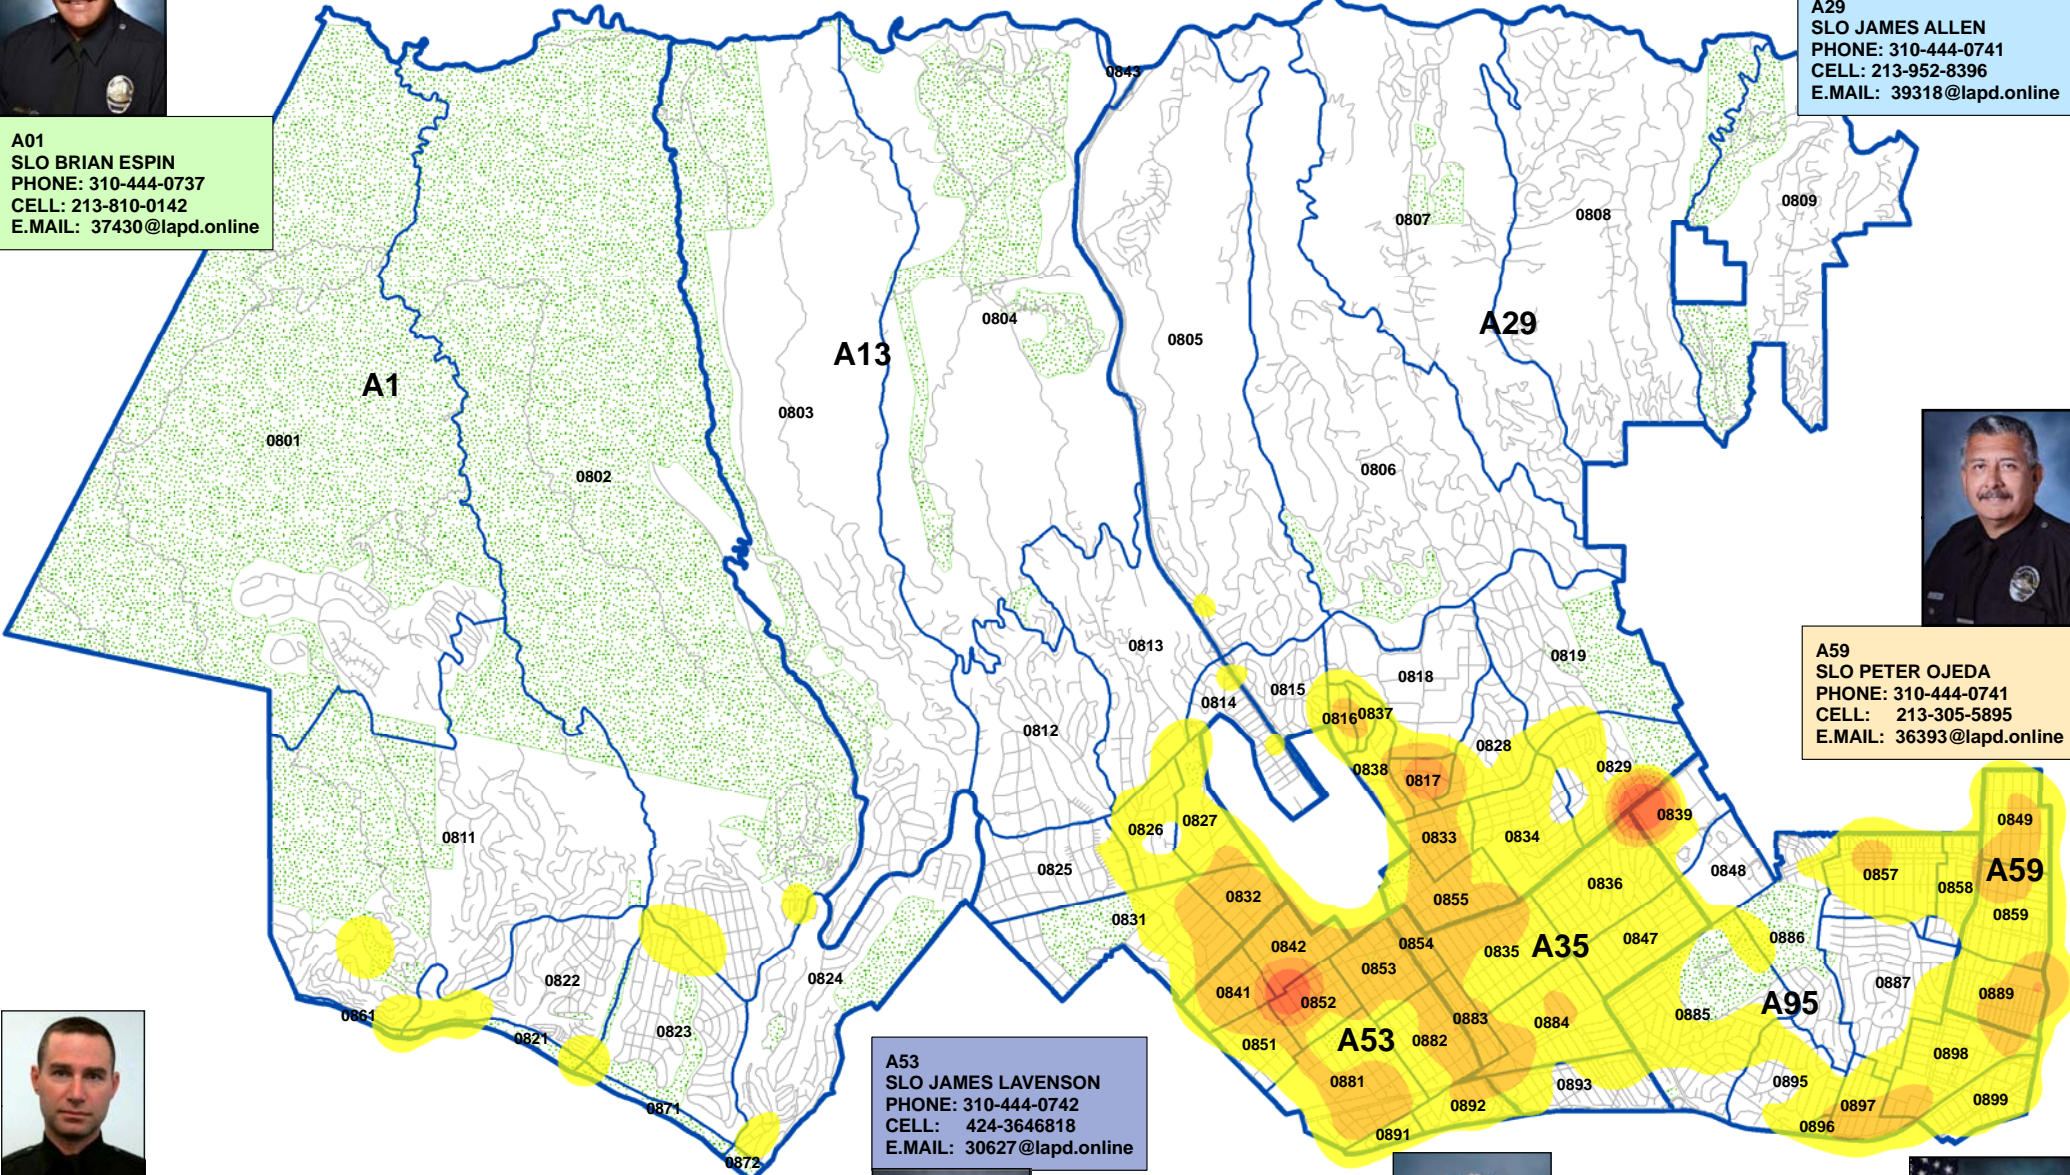 A29
SLO JAMES ALLEN
PHONE: 310-444-0741
CELL: 213-952-8396
E.MAIL: 39318@lapd.online
A01
SLO BRIAN ESPIN
PHONE: 310-444-0737
CELL: 213-810-0142
E.MAIL: 37430@lapd.online
0843
0809
0808
0807
0804
A29
0805
A13
A1
0803
0801
0806
0802
A59
SLO PETER OJEDA
PHONE: 310-444-0741
CELL: 213-305-5895
E.MAIL: 36393@lapd.online
0813
0819
0818
0815
0814
0816
0837
0812
0828
0829
0838
0817
0839
0849
0827
0826
0811
0833
0834
0825
0848
0857
A59
0836
0858
0832
0855
0859
0831
0842
0854
0835
A35
0847
0886
0853
0824
0822
0887
0841
0889
0852
A95
0861
0885
0883
0884
0823
0821
0851
A53
0882
0898
0881
0893
0895
0899
0871
0892
0897
0896
0891
0872
A53
SLO JAMES LAVENSON
PHONE: 310-444-0742
CELL: 424-3646818
E.MAIL: 30627@lapd.online